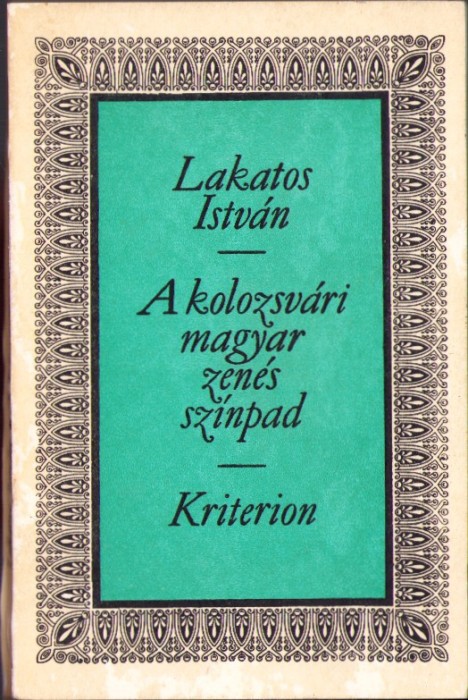 Lakatos
István
A kolozsvári
magyar
zenés
színpad
Kriterion